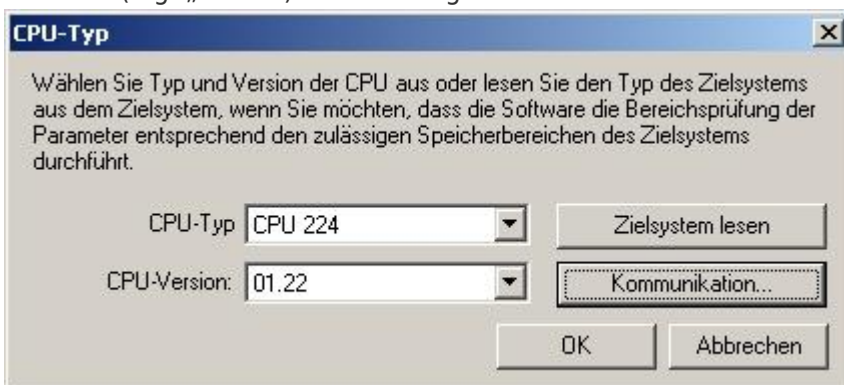 CPU-Typ
Wählen Sie Typ und Version der CPU aus oder lesen Sie den Typ des Zielsystems
aus dem Zielsystem, wenn Sie möchten, dass die Software die Bereichsprüfung der
Parameter entsprechend den zulässigen Speicherbereichen des Zielsystems
durchführt.
CPU-Typ CPU 224 Zielsystem lesen
CPU-Version: 01.22 Kommunikation...
OK Abbrechen